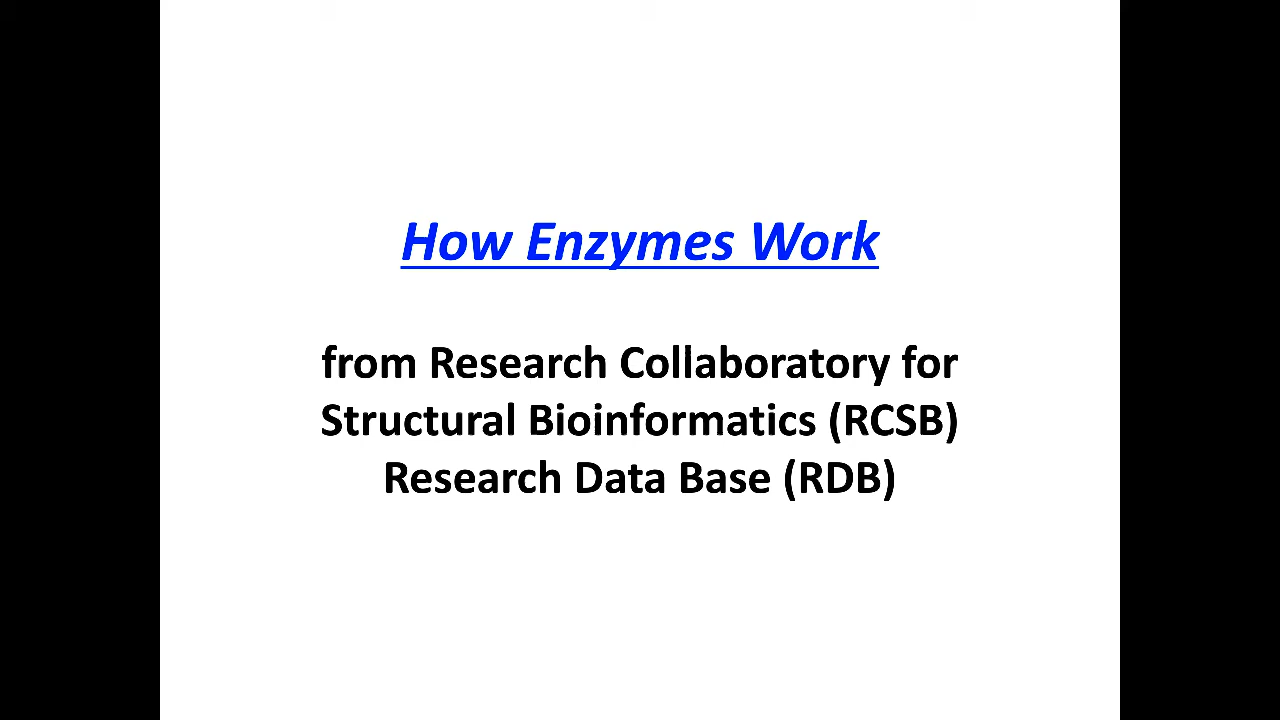 How Enzymes Work
from Research Collaboratory for
Structural Bioinformatics (RCSB)
Research Data Base (RDB)